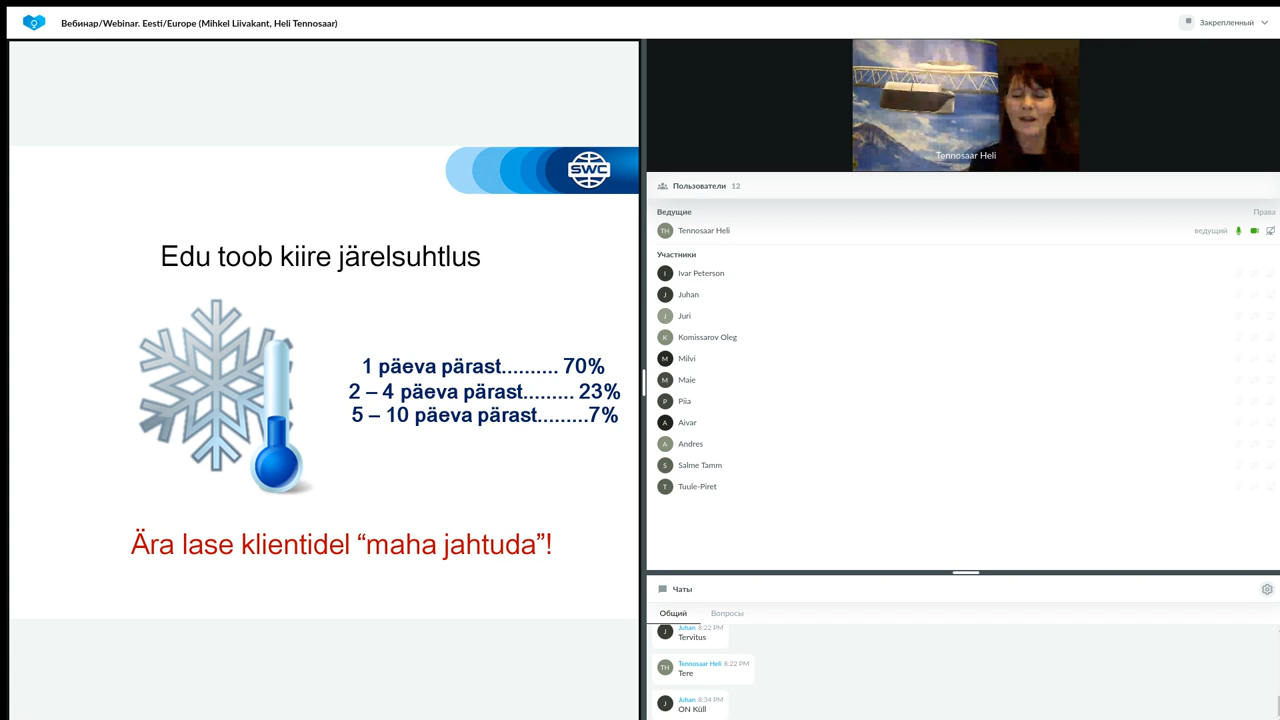 Вебинар/Webinar. Eesti/Europe (Mihkel Liivakant, Heli Tennosaar)
Закрепленный
SWC
Edu toob kiire järelsuhtlus
1 päeva pärast.......... 70%
2 – 4 päeva pärast......... 23%
5 – 10 päeva pärast.........7%
Ära lase klientidel “maha jahtuda”!
Tennosaar Heli
Пользователи 12
Ведущие Права
TH Tennosaar Heli ведущий
Участники
I Ivar Peterson
J Juhan
J Juri
K Komissarov Oleg
M Milvi
M Maie
P Piia
A Aivar
A Andres
S Salme Tamm
T Tuule-Piret
Чаты
Общий Вопросы
J Juhan 8:22 PM
Tervitus
TH Tennosaar Heli 8:22 PM
Tere
J Juhan 8:34 PM
ON Küll